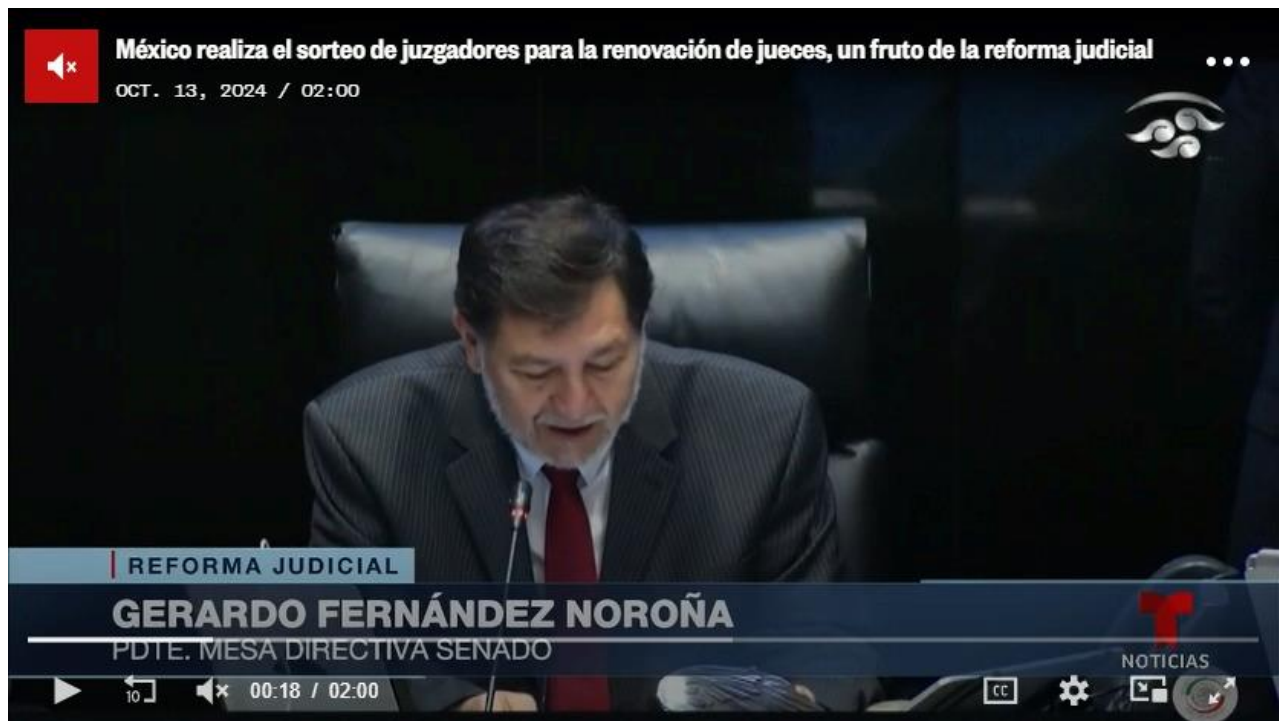 México realiza el sorteo de juzgadores para la renovación de jueces, un fruto de la reforma judicial
OCT. 13, 2024 / 02:00
REFORMA JUDICIAL
GERARDO FERNÁNDEZ NOROÑA
PDTE. MESA DIRECTIVA SENADO
NOTICIAS
10
00:18 / 02:00
CC